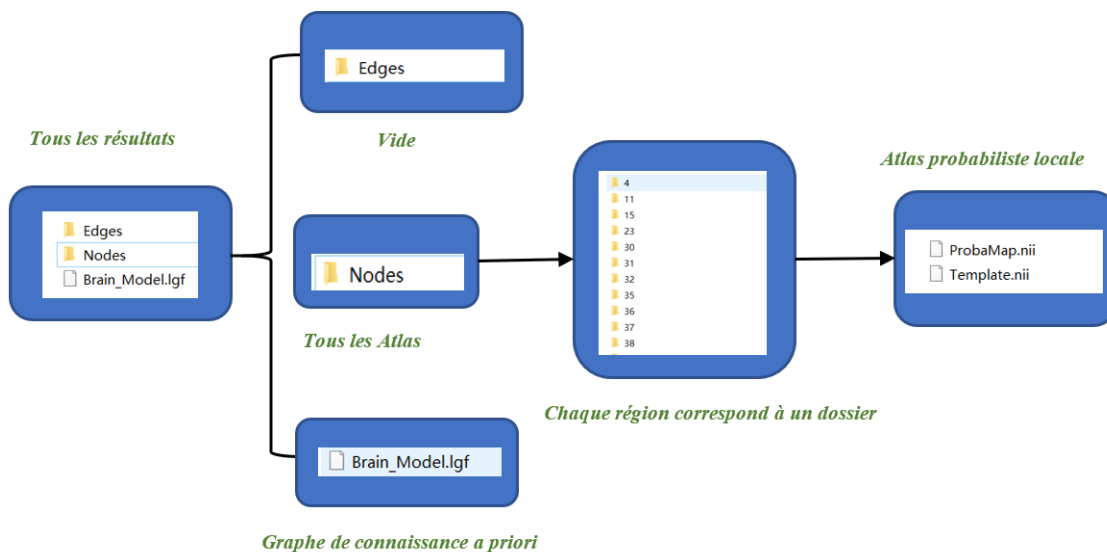 Edges
Vide
Tous les résultats
Edges
Nodes
Brain_Model.lgf
Nodes
Tous les Atlas
Brain_Model.lgf
Graphe de connaissance a priori
4
11
15
23
30
31
32
35
36
37
38
Chaque région correspond à un dossier
Atlas probabiliste locale
ProbaMap.nii
Template.nii